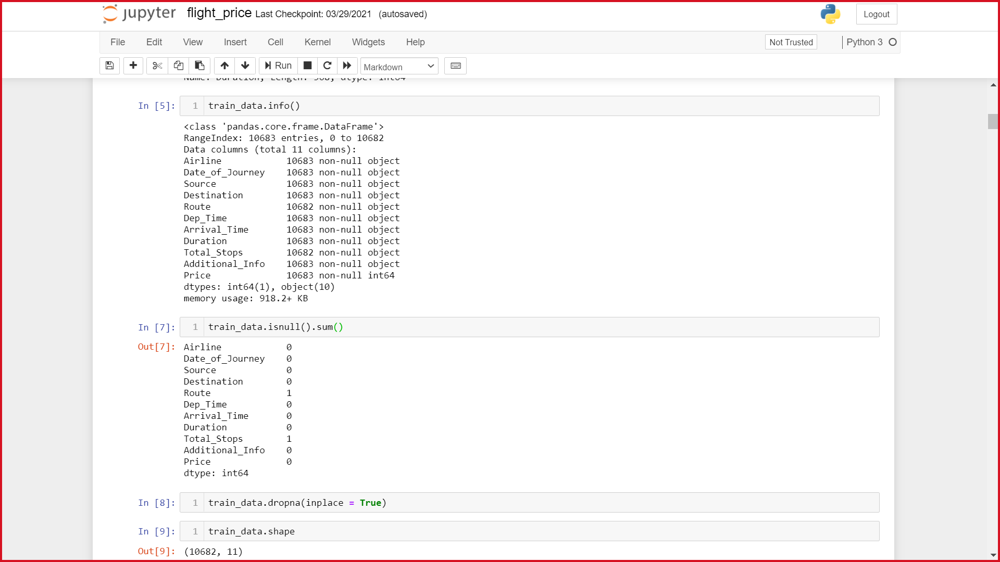 jupyter flight_price Last Checkpoint: 03/29/2021 (autosaved) Logout
File Edit View Insert Cell Kernel Widgets Help Not Trusted Python 3
Run Markdown
Name: Duration, Length: 368, dtype: int64
In [5]: 1 train_data.info()
<class 'pandas.core.frame.DataFrame'>
RangeIndex: 10683 entries, 0 to 10682
Data columns (total 11 columns):
Airline 10683 non-null object
Date_of_Journey 10683 non-null object
Source 10683 non-null object
Destination 10683 non-null object
Route 10682 non-null object
Dep_Time 10683 non-null object
Arrival_Time 10683 non-null object
Duration 10683 non-null object
Total_Stops 10682 non-null object
Additional_Info 10683 non-null object
Price 10683 non-null int64
dtypes: int64(1), object(10)
memory usage: 918.2+ KB
In [7]: 1 train_data.isnull().sum()
Out[7]: Airline 0
Date_of_Journey 0
Source 0
Destination 0
Route 1
Dep_Time 0
Arrival_Time 0
Duration 0
Total_Stops 1
Additional_Info 0
Price 0
dtype: int64
In [8]: 1 train_data.dropna(inplace = True)
In [9]: 1 train_data.shape
Out[9]: (10682, 11)